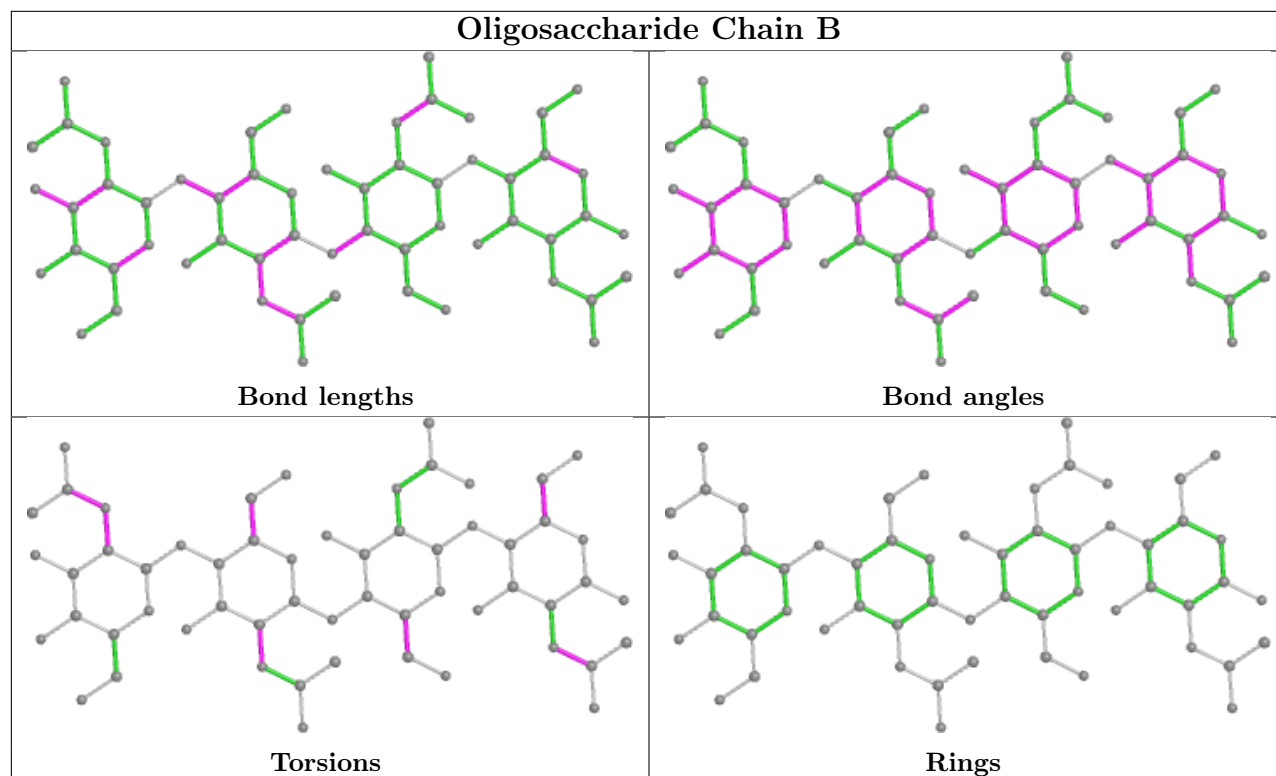 Oligosaccharide Chain B
Bond lengths
Bond angles
Torsions
Rings